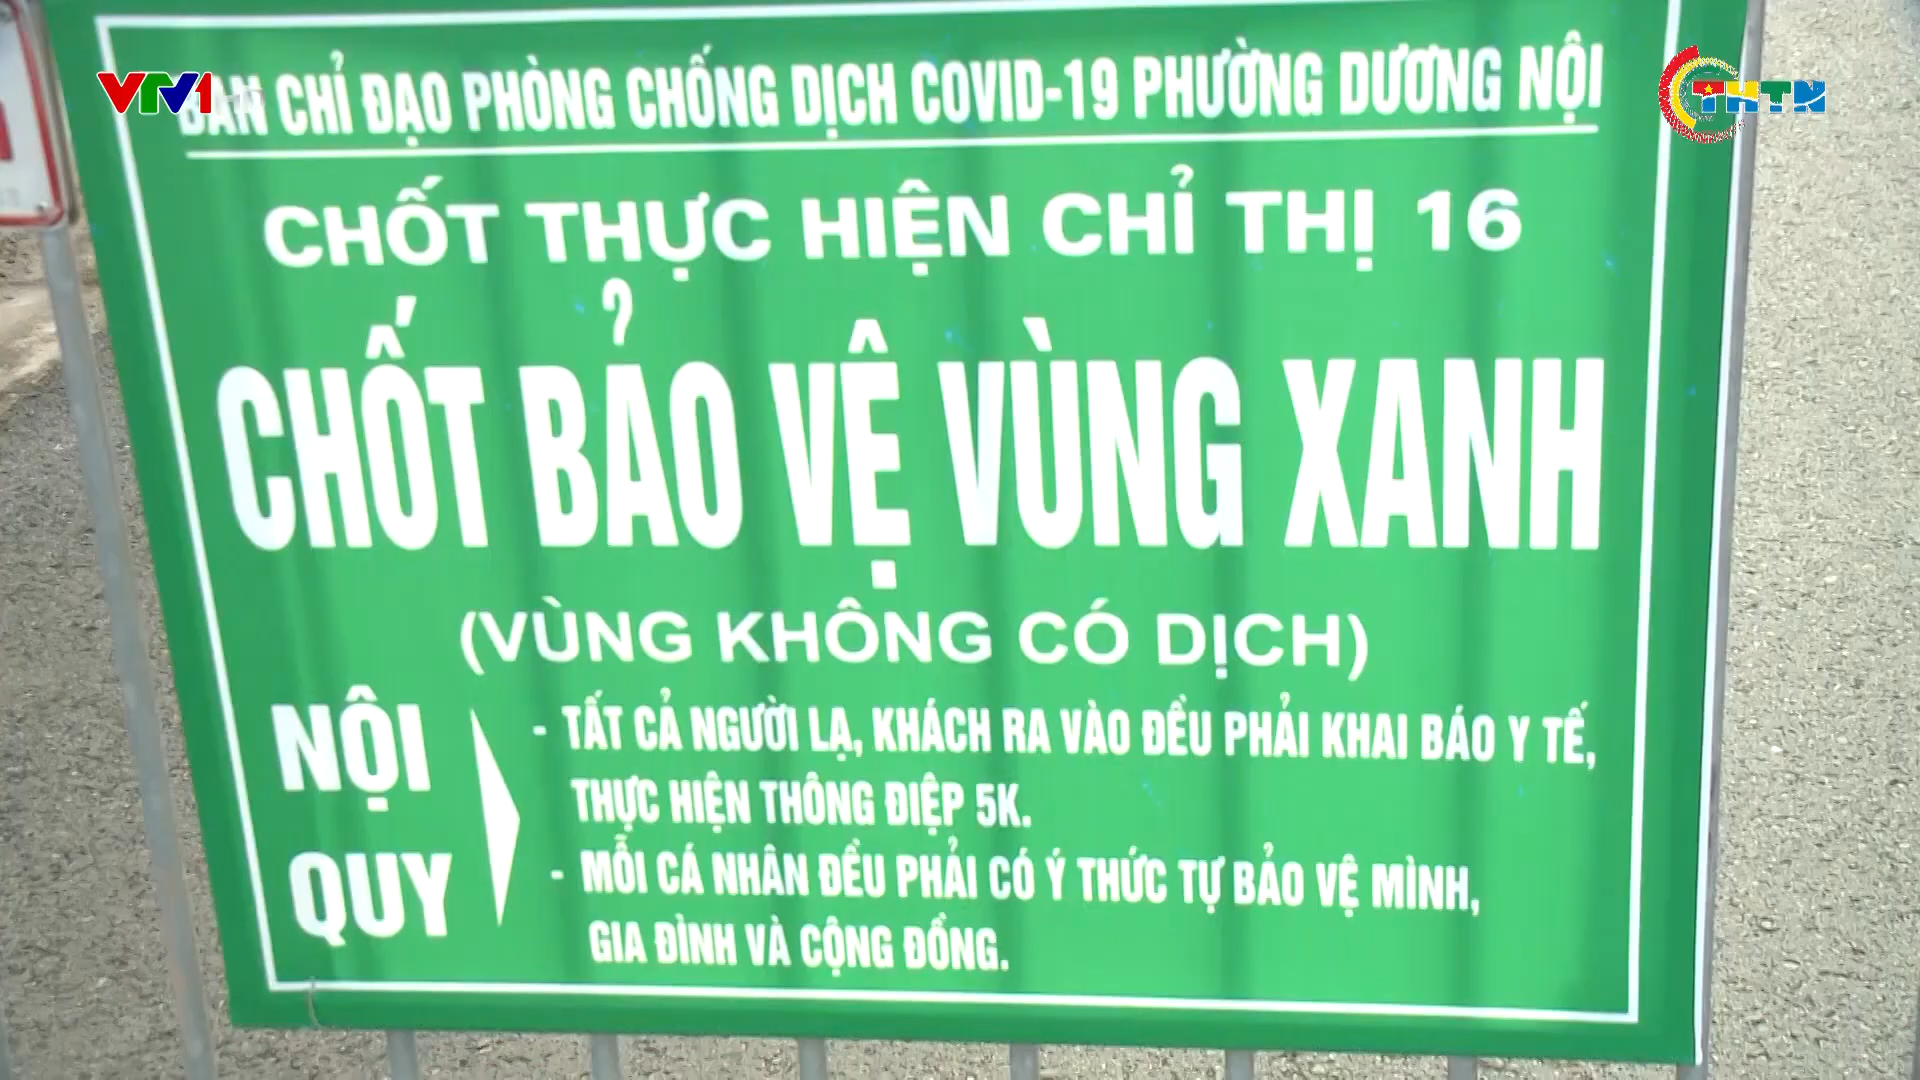 VTV1
THTN
BAN CHỈ ĐẠO PHÒNG CHỐNG DỊCH COVID-19 PHƯỜNG DƯƠNG NỘI
CHỐT THỰC HIỆN CHỈ THỊ 16
CHỐT BẢO VỆ VÙNG XANH
(VÙNG KHÔNG CÓ DỊCH)
NỘI
QUY
- TẤT CẢ NGƯỜI LẠ, KHÁCH RA VÀO ĐỀU PHẢI KHAI BÁO Y TẾ,
THỰC HIỆN THÔNG ĐIỆP 5K.
- MỖI CÁ NHÂN ĐỀU PHẢI CÓ Ý THỨC TỰ BẢO VỆ MÌNH,
GIA ĐÌNH VÀ CỘNG ĐỒNG.